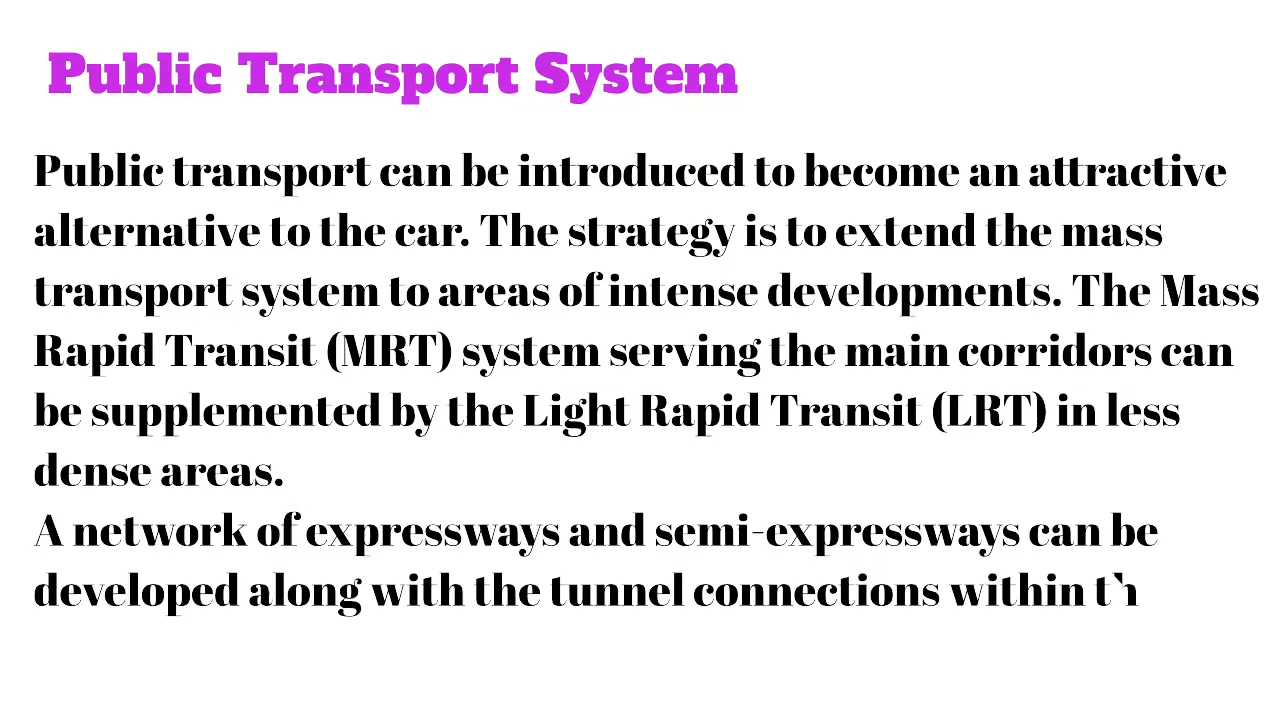 Public Transport System
Public transport can be introduced to become an attractive
alternative to the car. The strategy is to extend the mass
transport system to areas of intense developments. The Mass
Rapid Transit (MRT) system serving the main corridors can
be supplemented by the Light Rapid Transit (LRT) in less
dense areas.
A network of expressways and semi-expressways can be
developed along with the tunnel connections within